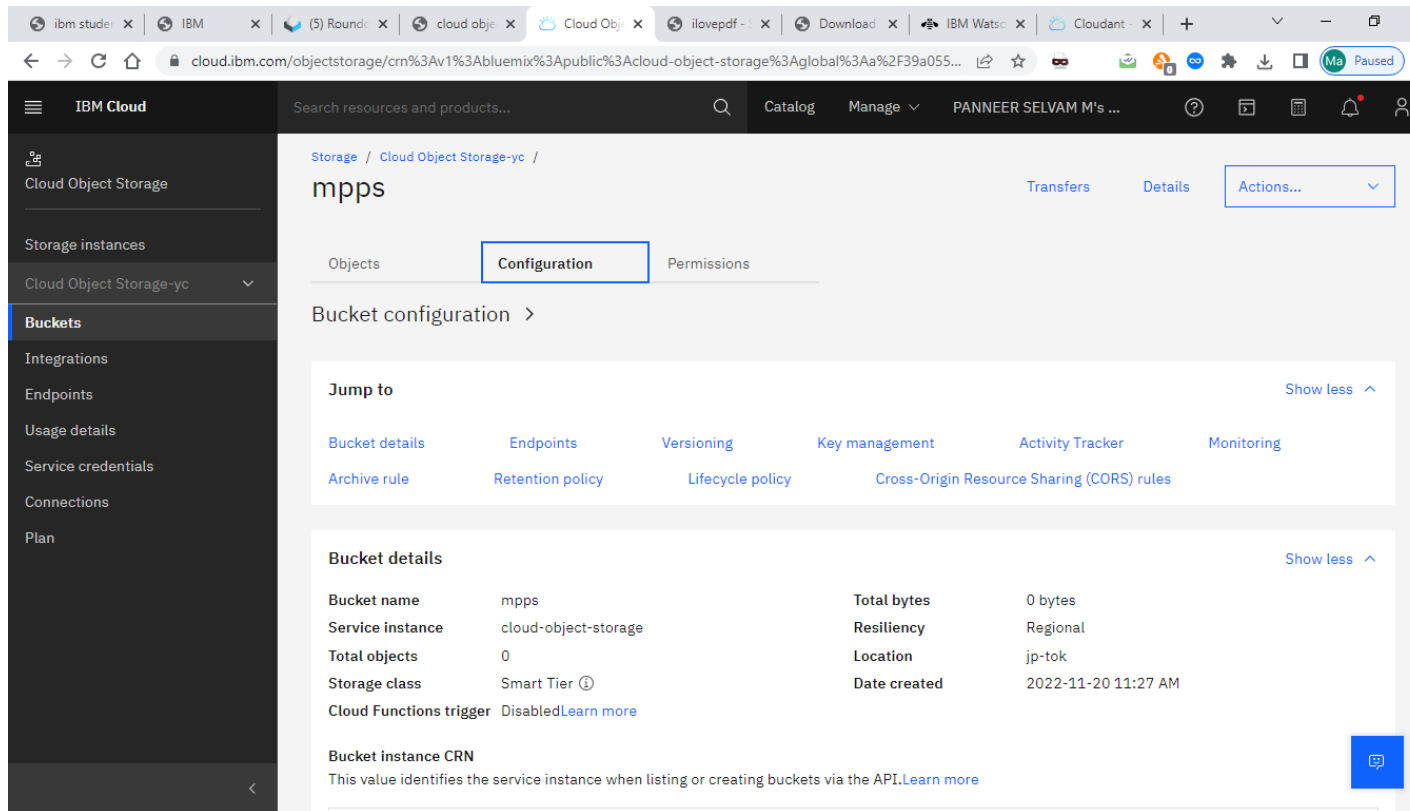 ibm studer
IBM
(5) Roundc
cloud obje
Cloud Obje
ilovepdf -
Download
IBM Watso
Cloudant -
cloud.ibm.com/objectstorage/crn%3Av1%3Abluemix%3Apublic%3Acloud-object-storage%3Aglobal%3Aa%2F39a055...
0
Ma Paused
IBM Cloud
Search resources and products...
Catalog
Manage
PANNEER SELVAM M's ...
Cloud Object Storage
Storage instances
Cloud Object Storage-yc
Buckets
Integrations
Endpoints
Usage details
Service credentials
Connections
Plan
Storage / Cloud Object Storage-yc /
mpps
Transfers
Details
Actions...
Objects
Configuration
Permissions
Bucket configuration >
Jump to
Show less
Bucket details Endpoints Versioning Key management Activity Tracker Monitoring
Archive rule Retention policy Lifecycle policy Cross-Origin Resource Sharing (CORS) rules
Bucket details
Show less
Bucket name mpps Total bytes 0 bytes
Service instance cloud-object-storage Resiliency Regional
Total objects 0 Location jp-tok
Storage class Smart Tier Date created 2022-11-20 11:27 AM
Cloud Functions trigger DisabledLearn more
Bucket instance CRN
This value identifies the service instance when listing or creating buckets via the API.Learn more